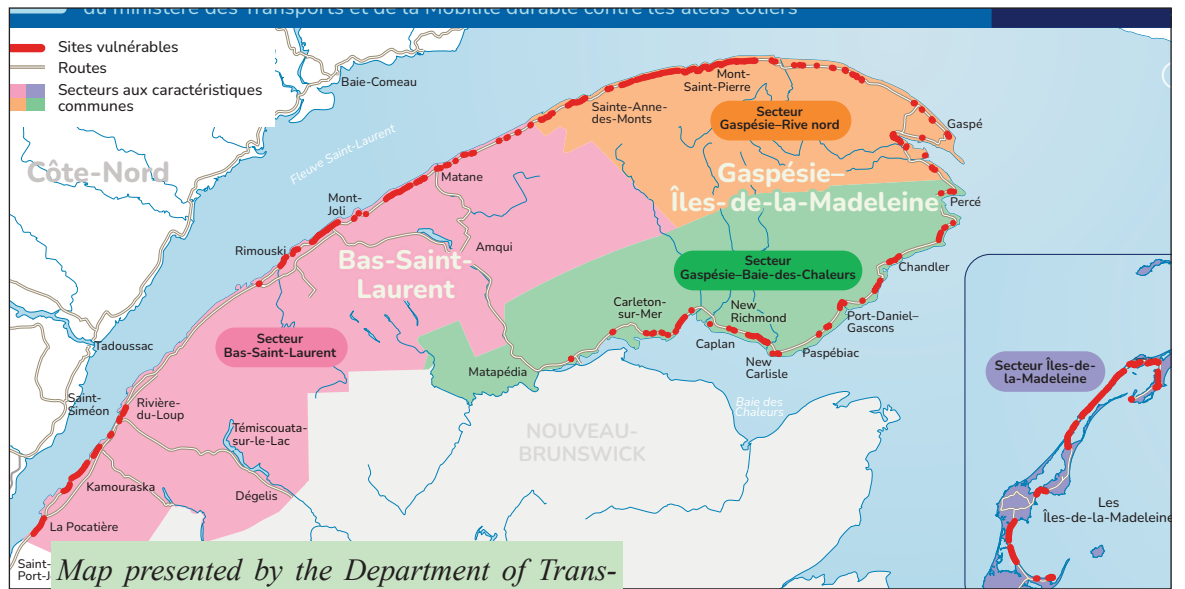 du ministère des Transports et de la Mobilité durable contre les aléas côtiers
Sites vulnérables
Routes
Secteurs aux caractéristiques
communes
Baie-Comeau
Côte-Nord
Fleuve Saint-Laurent
Mont-
Saint-Pierre
Sainte-Anne-
des-Monts
Secteur
Gaspésie–Rive nord
Gaspé
Gaspésie–
Îles-de-la-Madeleine
Matane
Mont-
Joli
Percé
Rimouski
Amqui
Bas-Saint-
Laurent
Secteur
Gaspésie–Baie-des-Chaleurs
Chandler
Carleton-
sur-Mer
New
Richmond
Port-Daniel–
Gascons
Caplan
Paspébiac
New
Carlisle
Secteur
Bas-Saint-Laurent
Tadoussac
Matapédia
Secteur Îles-de-
la-Madeleine
Saint-
Siméon
Rivière-
du-Loup
Baie des
Chaleurs
Témiscouata-
sur-le-Lac
NOUVEAU-
BRUNSWICK
Kamouraska
Dégelis
Les
Îles-de-la-Madeleine
La Pocatière
Saint-
Port-J
Map presented by the Department of Trans-